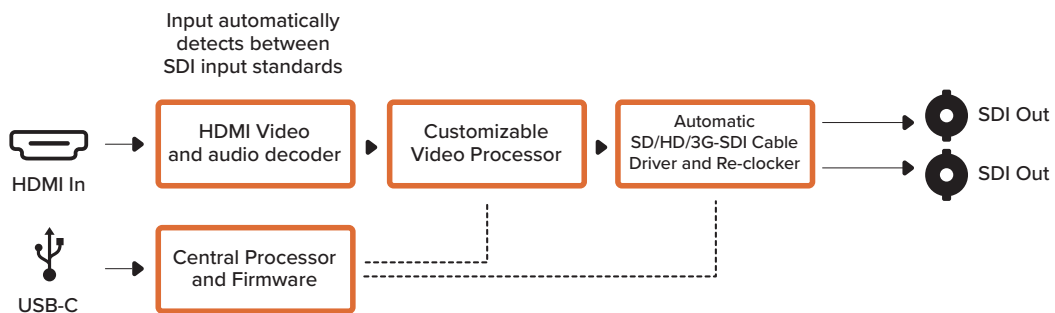 Input automatically
detects between
SDI input standards
HDMI In
HDMI Video
and audio decoder
Customizable
Video Processor
Automatic
SD/HD/3G-SDI Cable
Driver and Re-clocker
SDI Out
SDI Out
USB-C
Central Processor
and Firmware